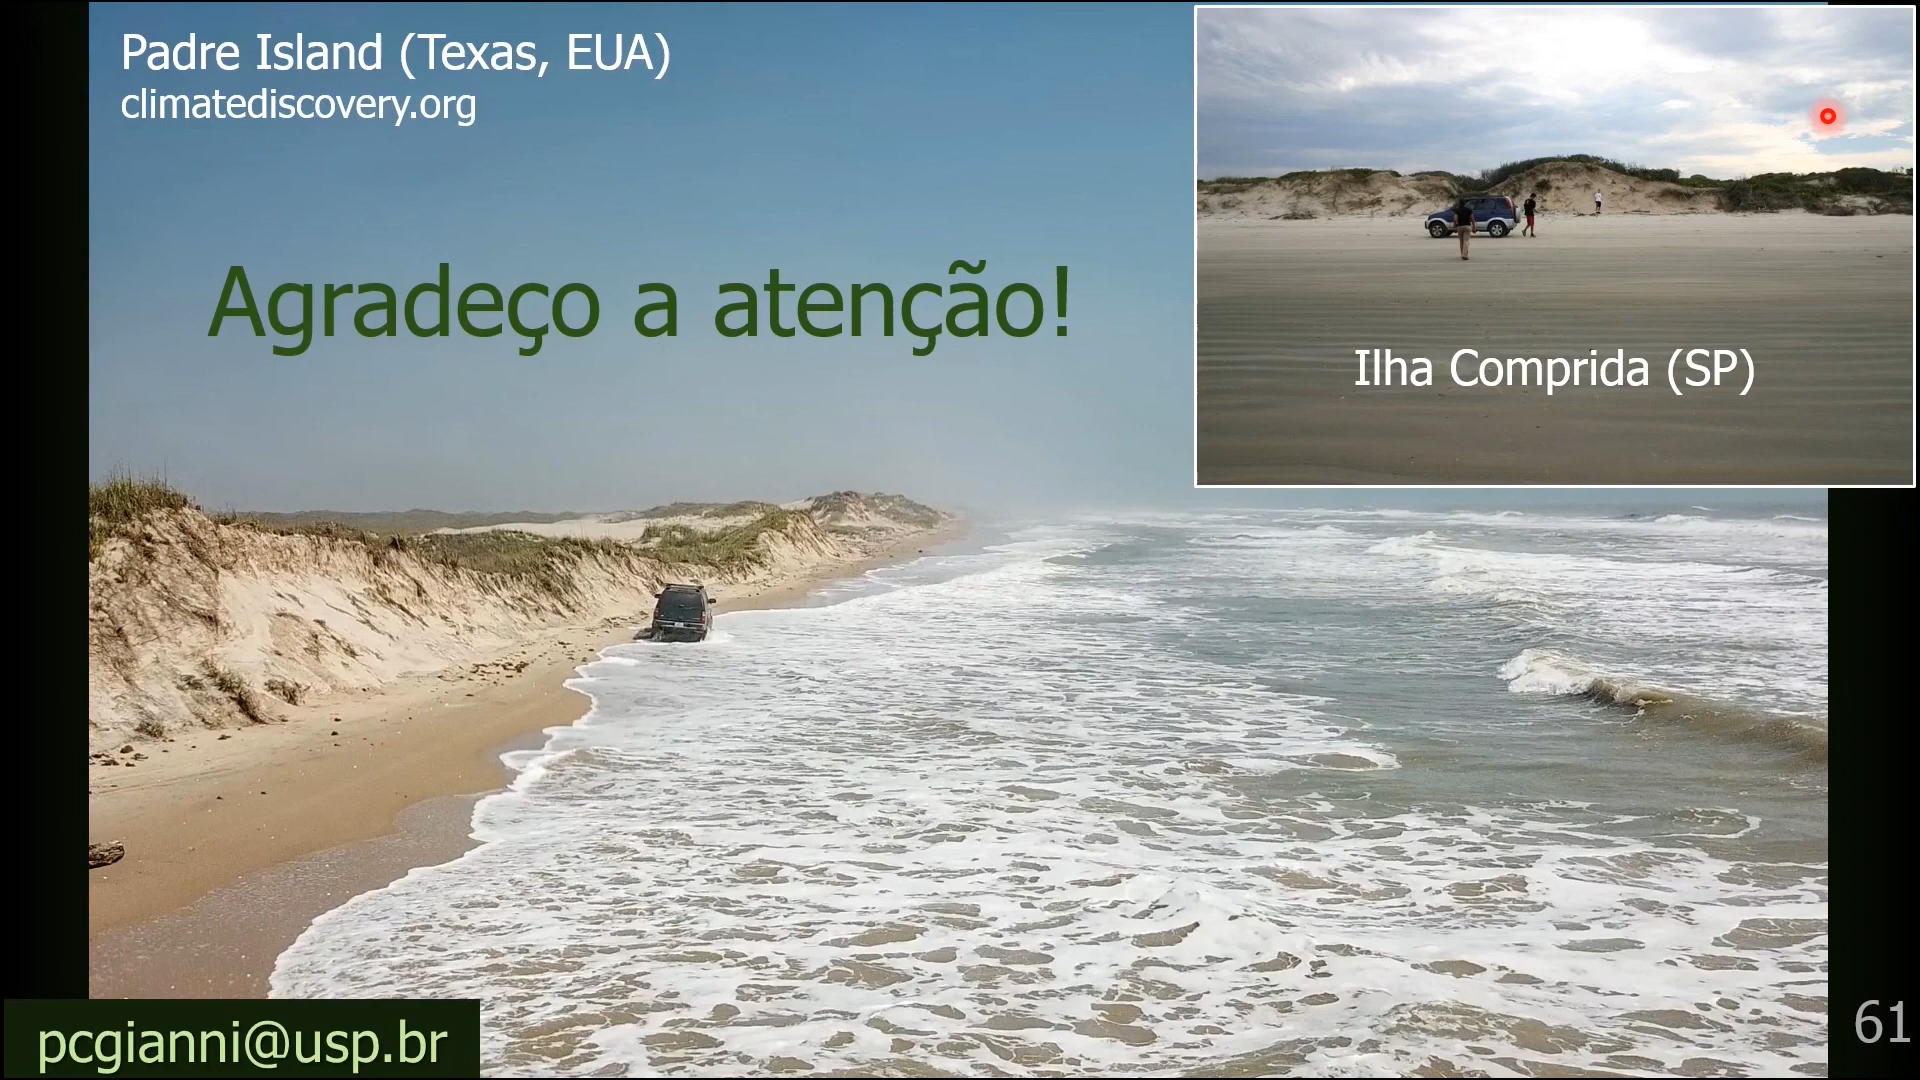 Padre Island (Texas, EUA)
climatediscovery.org
Agradeço a atenção!
Ilha Comprida (SP)
pcgianni@usp.br
61